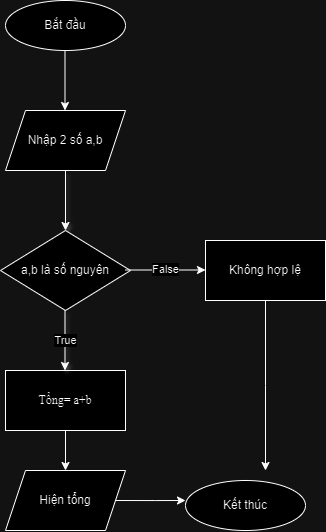 Bắt đầu
Nhập 2 số a,b
a,b là số nguyên
False
Không hợp lệ
True
Tổng= a+b
Hiện tổng
Kết thúc